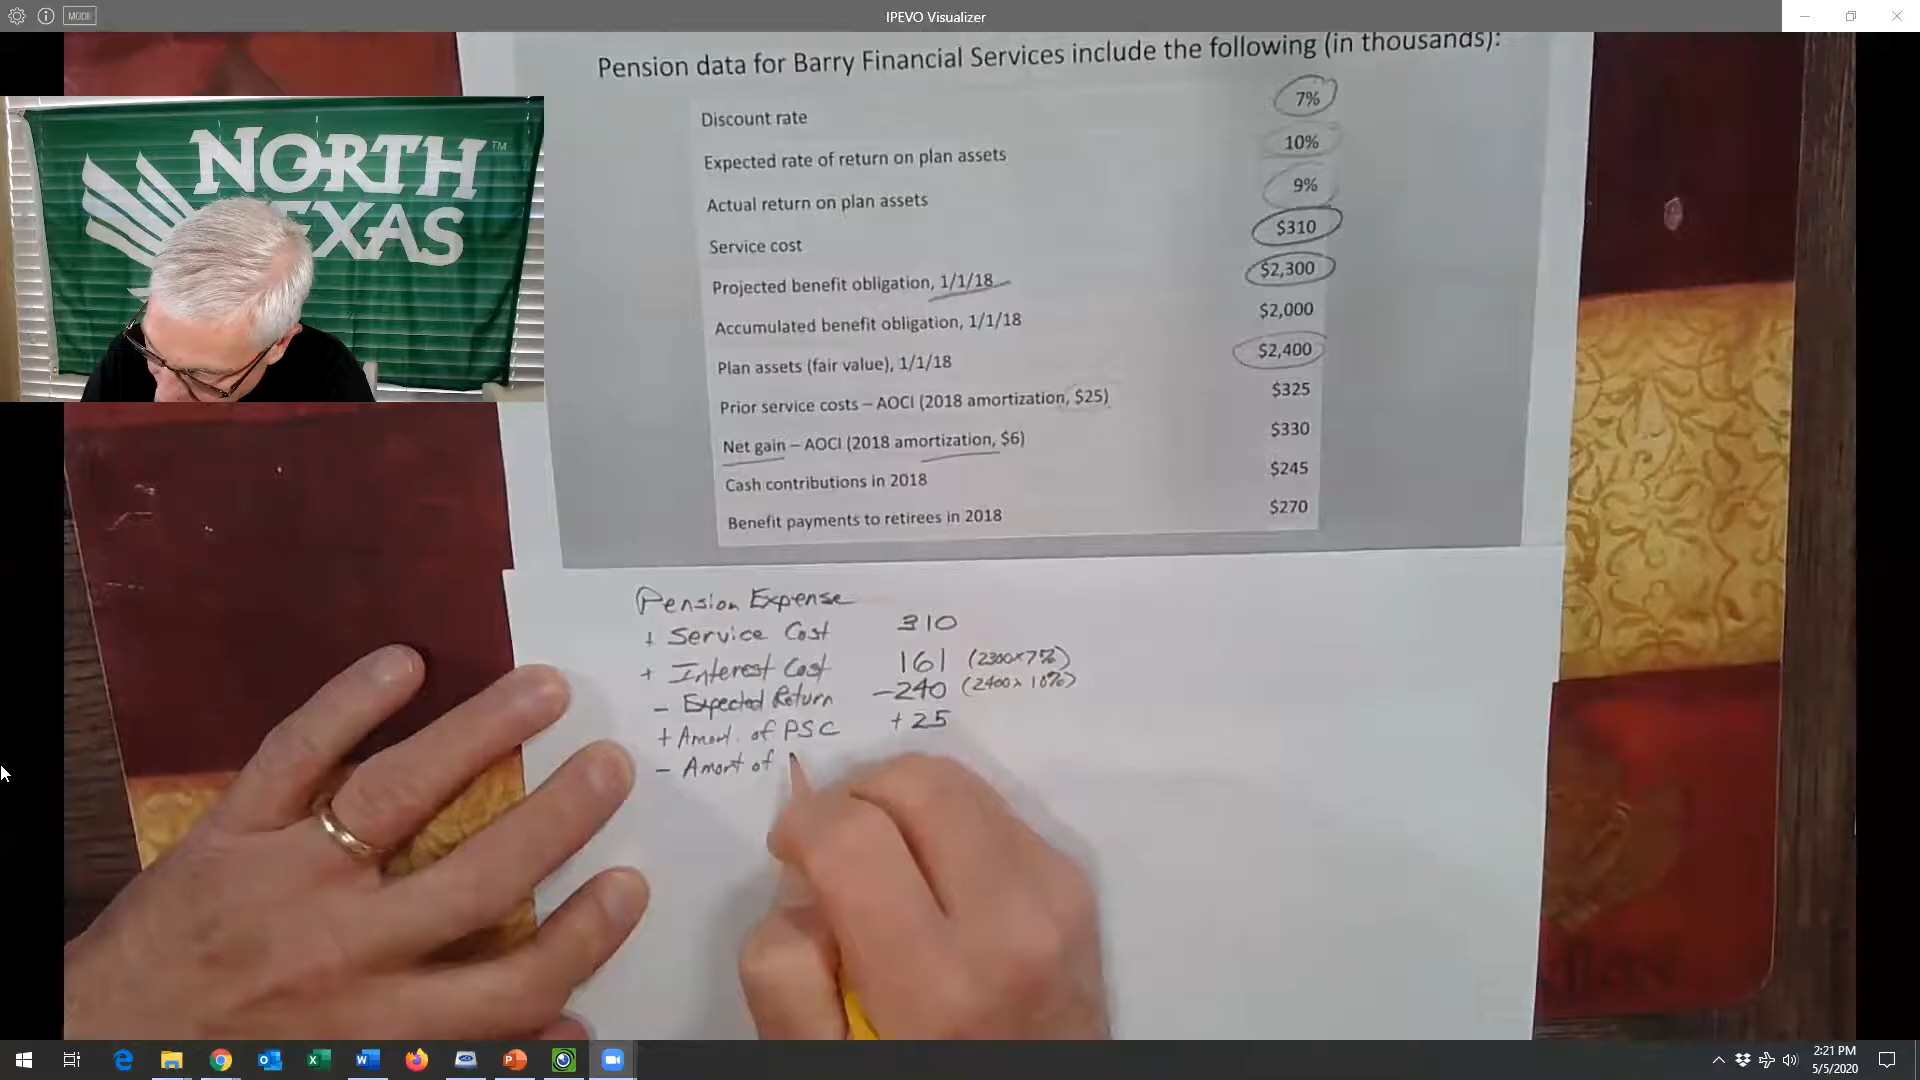 MODE
IPEVO Visualizer
Pension data for Barry Financial Services include the following (in thousands):
Discount rate 7%
Expected rate of return on plan assets 10%
Actual return on plan assets 9%
Service cost $310
Projected benefit obligation, 1/1/18 $2,300
Accumulated benefit obligation, 1/1/18 $2,000
Plan assets (fair value), 1/1/18 $2,400
Prior service costs – AOCI (2018 amortization, $25) $325
Net gain – AOCI (2018 amortization, $6) $330
Cash contributions in 2018 $245
Benefit payments to retirees in 2018 $270
NORTH TM
TEXAS
Pension Expense
+ Service Cost 310
+ Interest Cost 161 (2300x7%)
- Expected Return -240 (2400x10%)
+ Amort. of PSC +25
- Amort of
2:21 PM
5/5/2020